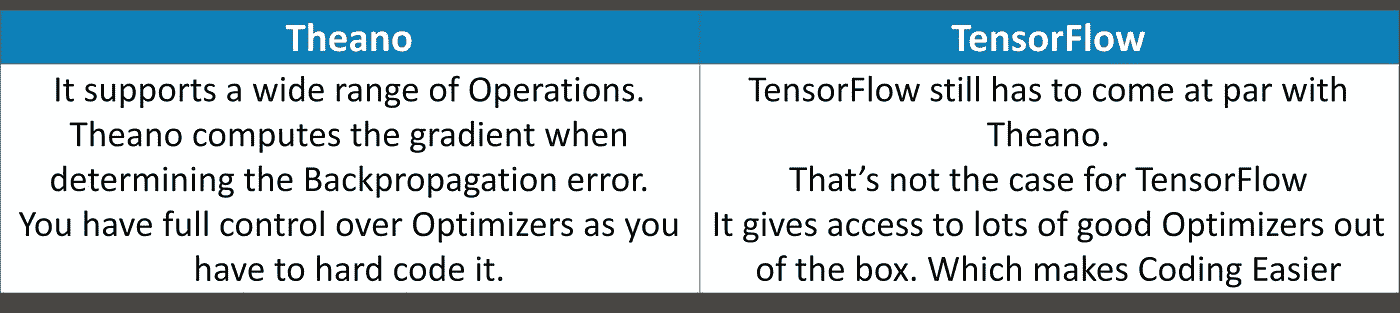 Theano
TensorFlow
It supports a wide range of Operations.
Theano computes the gradient when
determining the Backpropagation error.
You have full control over Optimizers as you
have to hard code it.
TensorFlow still has to come at par with
Theano.
That’s not the case for TensorFlow
It gives access to lots of good Optimizers out
of the box. Which makes Coding Easier